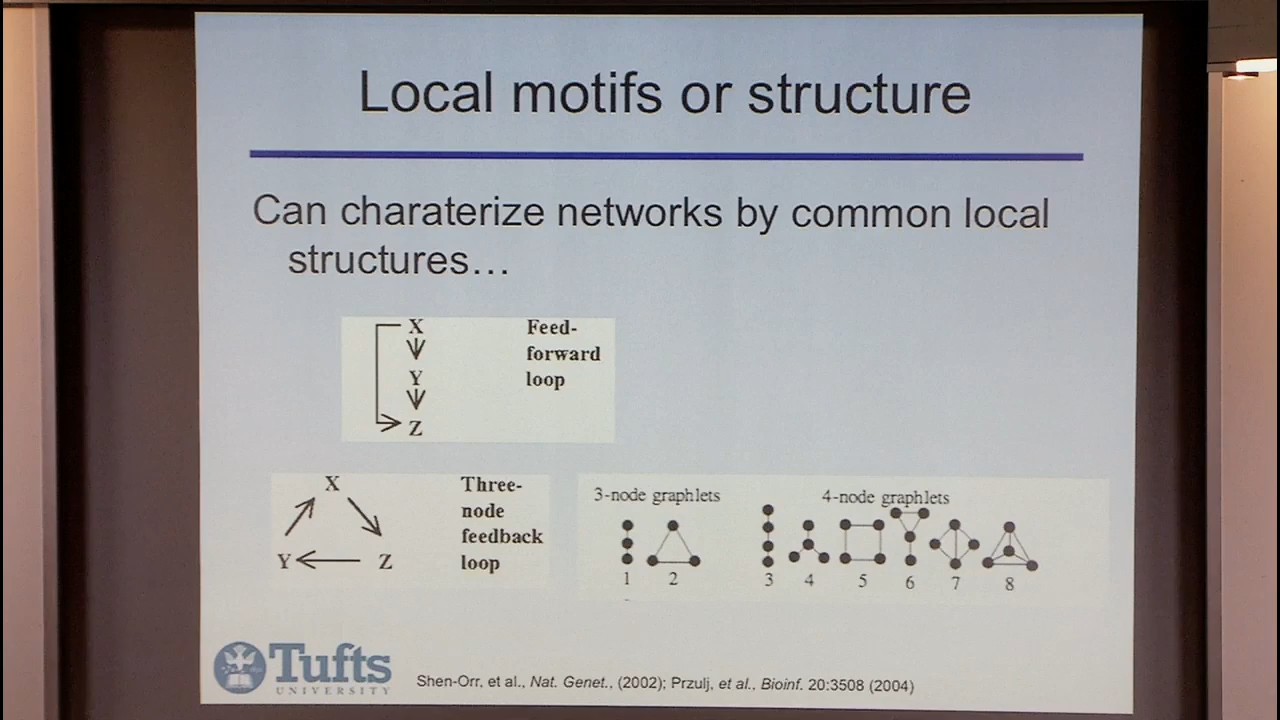 Local motifs or structure
Can charaterize networks by common local
structures…
X
Y
Z
Feed-
forward
loop
X
Y
Z
Three-
node
feedback
loop
3-node graphlets
4-node graphlets
1 2 3 4 5 6 7 8
Tufts
UNIVERSITY
Shen-Orr, et al., Nat. Genet., (2002); Przulj, et al., Bioinf. 20:3508 (2004)